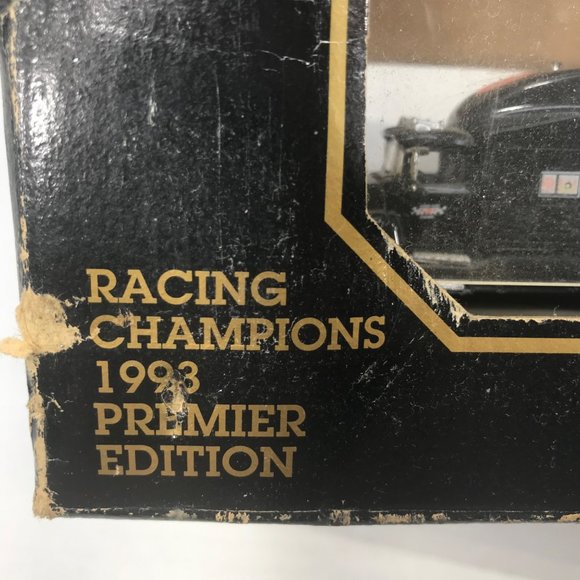 RACING
CHAMPIONS
1993
PREMIER
EDITION